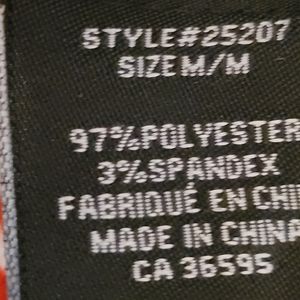 STYLE#25207
SIZE M/M
97%POLYESTER
3%SPANDEX
FABRIQUÉ EN CHI
MADE IN CHINA
CA 36595